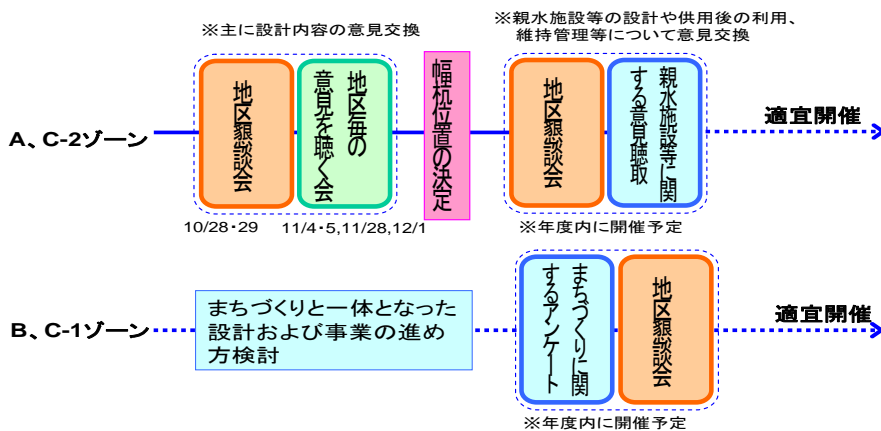 ※主に設計内容の意見交換
※親水施設等の設計や供用後の利用、
維持管理等について意見交換
A、C-2ゾーン
地区懇談会
地区毎の
意見を聴く会
幅杭位置の決定
地区懇談会
親水施設等に関
する意見聴取
適宜開催
10/28・29
11/4・5,11/28,12/1
※年度内に開催予定
B、C-1ゾーン
まちづくりと一体となった
設計および事業の進め
方検討
まちづくりに関
するアンケート
地区懇談会
適宜開催
※年度内に開催予定